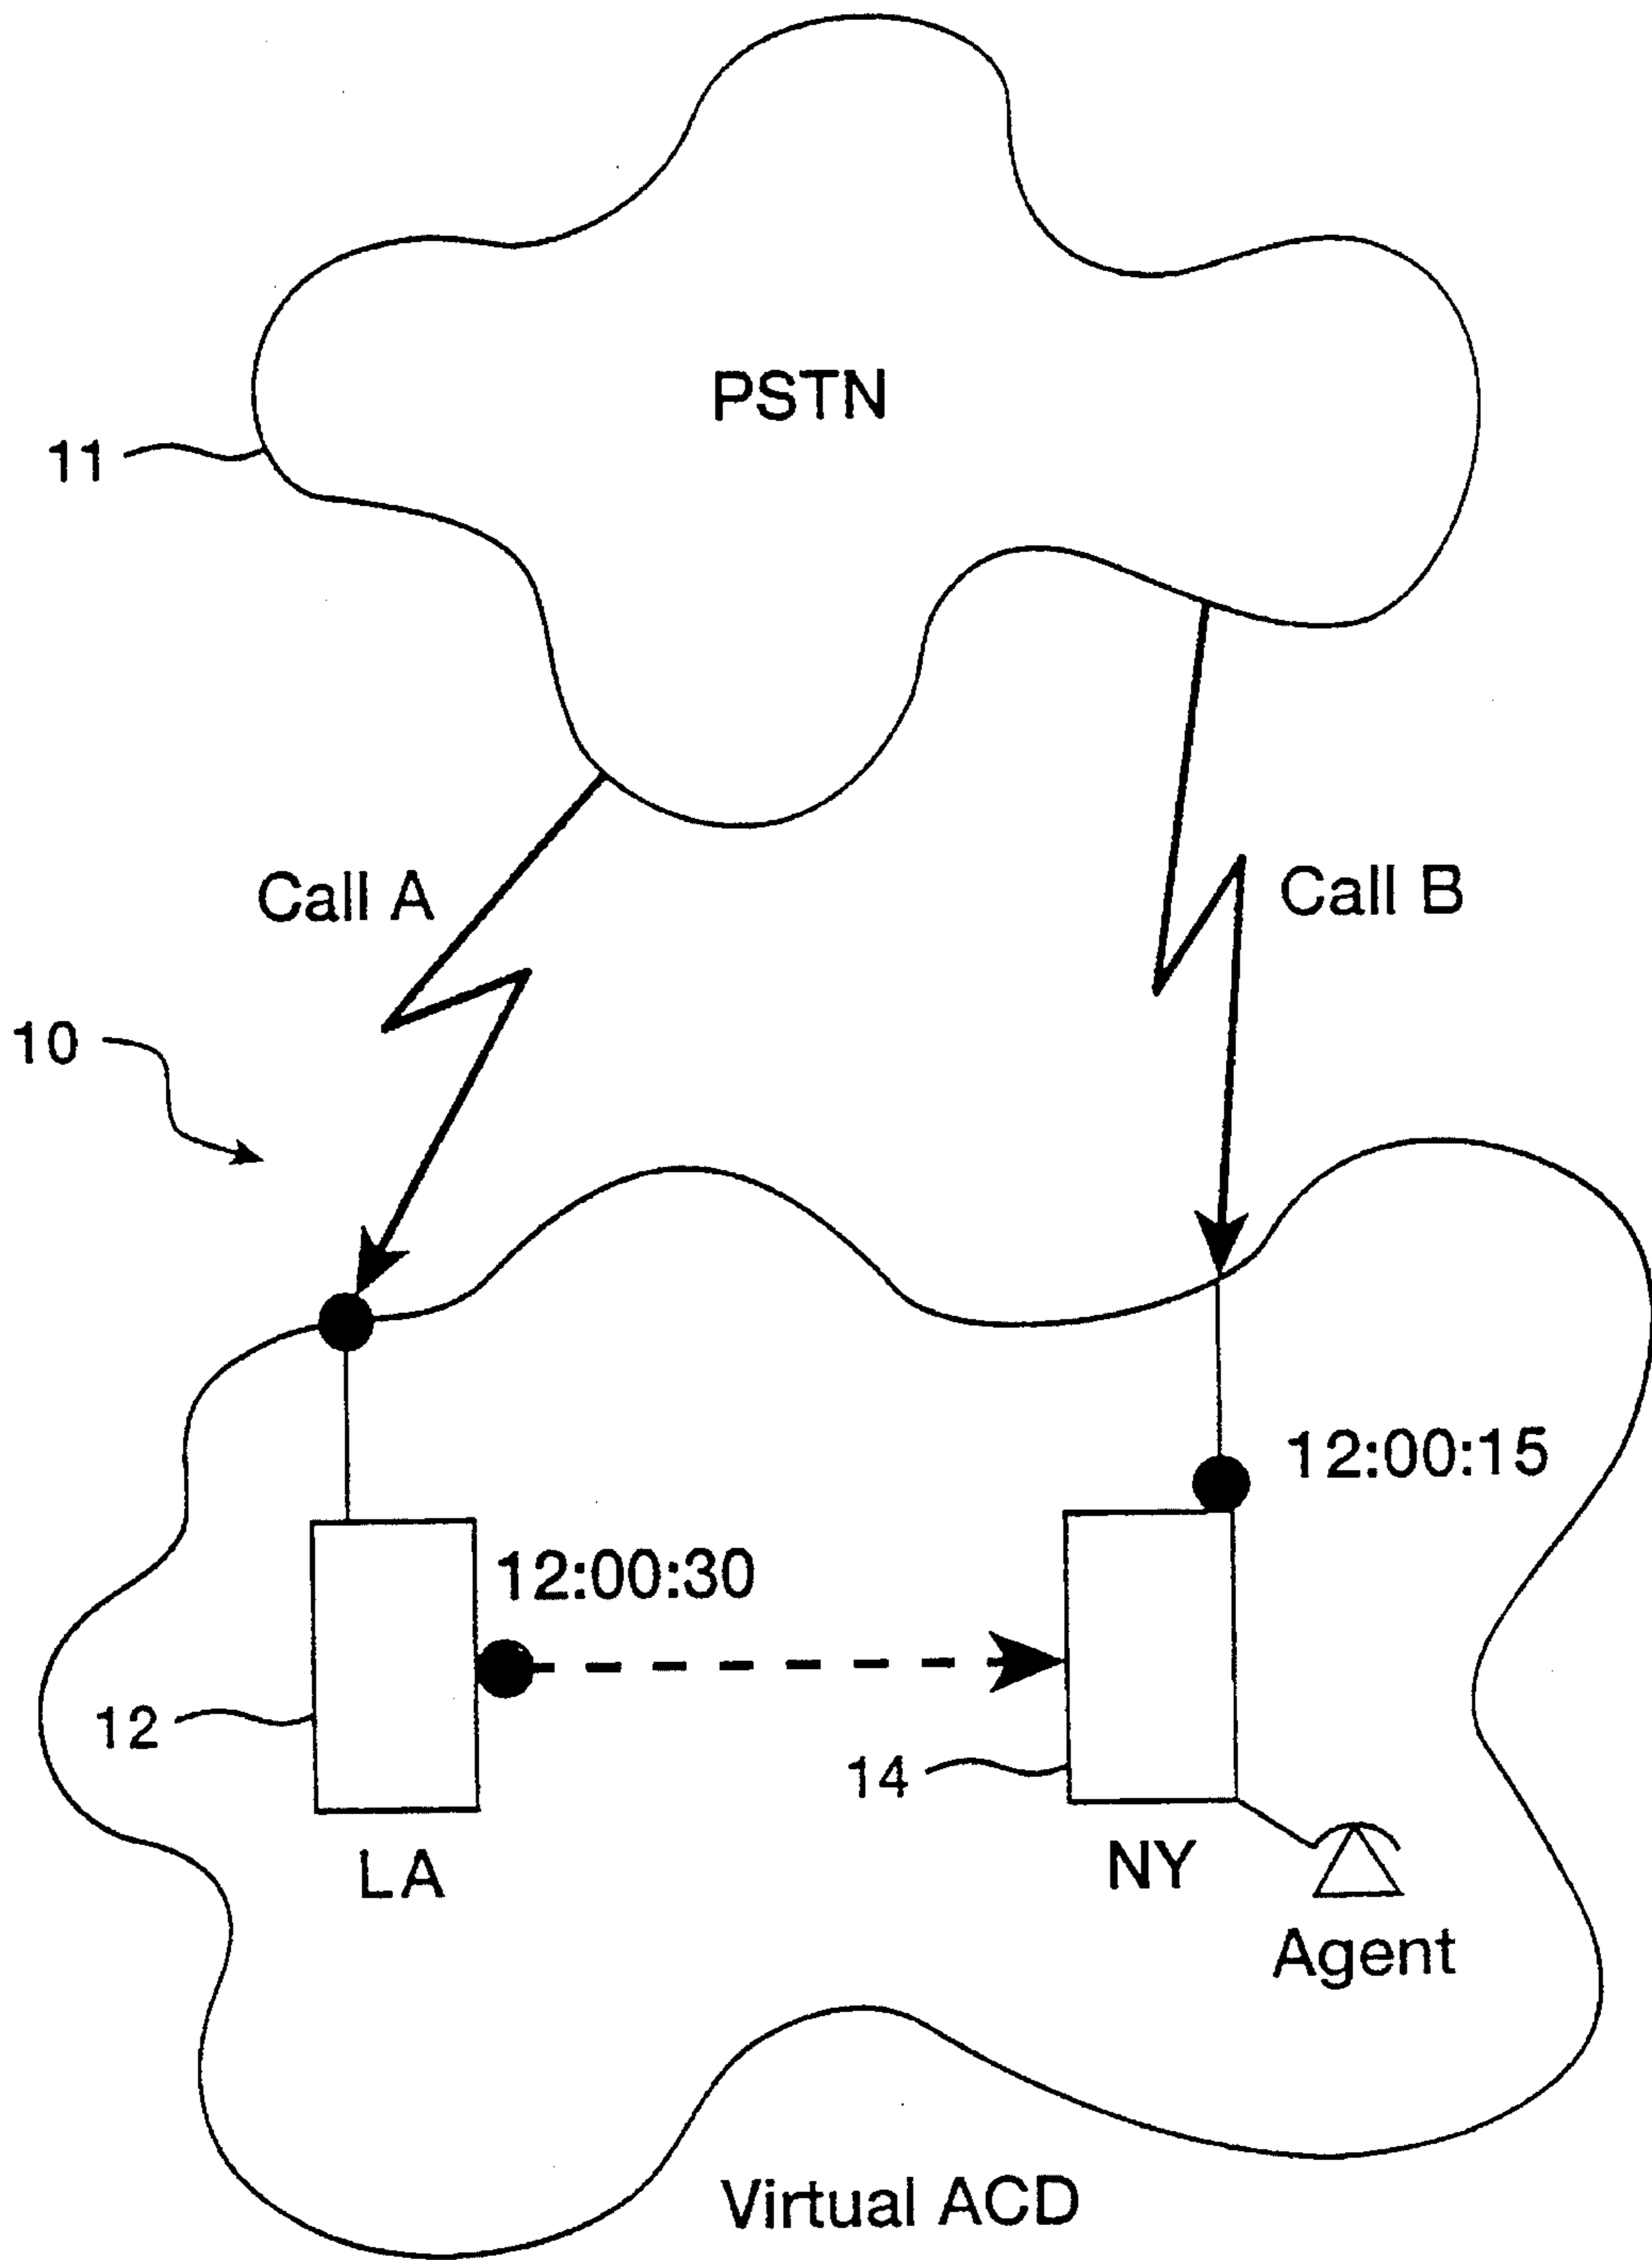 PSTN
11
Call A
Call B
10
12:00:15
12:00:30
12
14
LA
NY
Agent
Virtual ACD